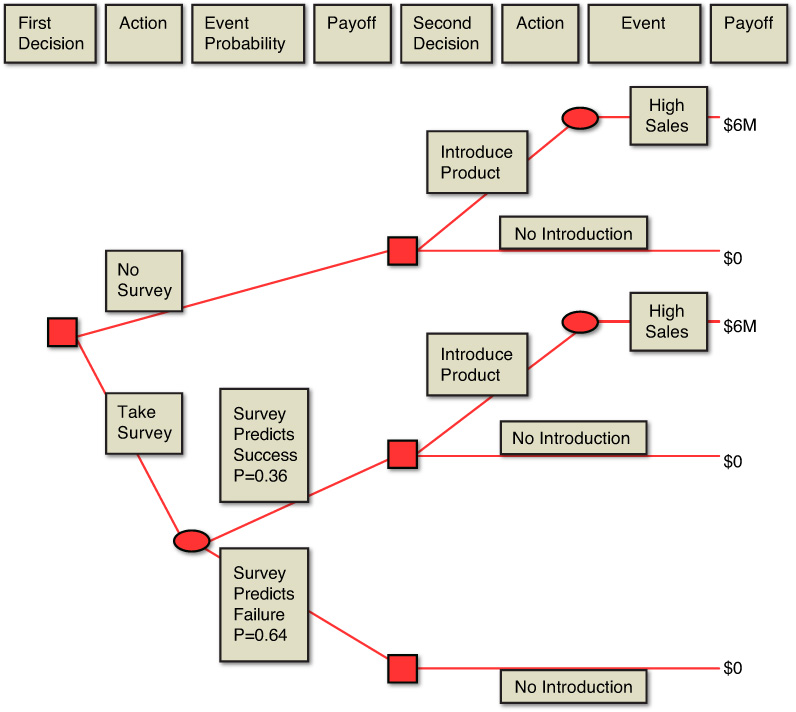 First
Decision
Action
Event
Probability
Payoff
Second
Decision
Action
Event
Payoff
High
Sales
$6M
Introduce
Product
No Introduction
$0
No
Survey
High
Sales
$6M
Introduce
Product
Take
Survey
Survey
Predicts
Success
P=0.36
No Introduction
$0
Survey
Predicts
Failure
P=0.64
$0
No Introduction